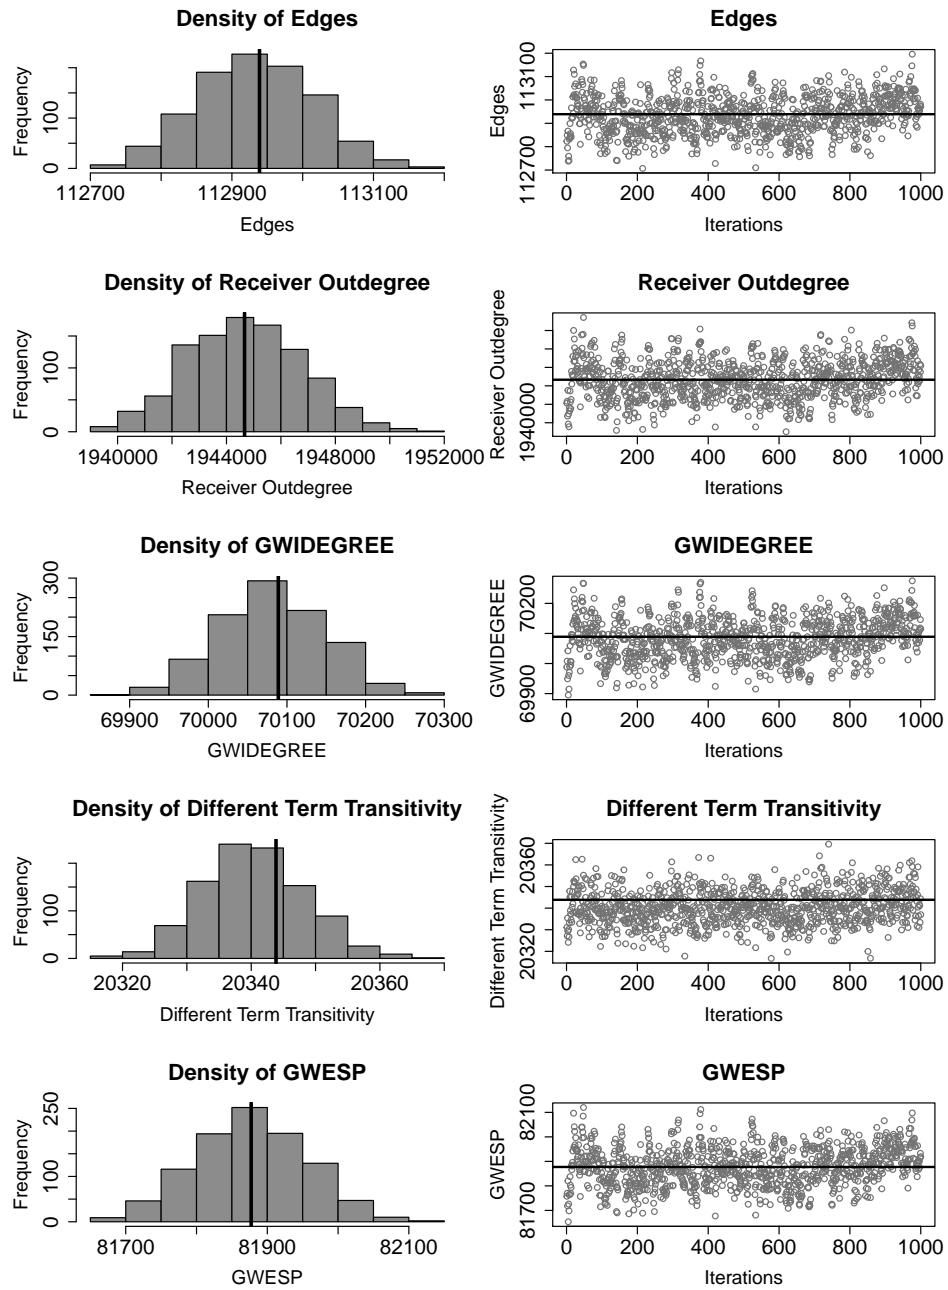 Density of Edges
Frequency
0
100
112700
112900
113100
Edges
Edges
Edges
112700
113100
0 200 400 600 800 1000
Iterations
Density of Receiver Outdegree
Frequency
0
100
1940000 1944000 1948000 1952000
Receiver Outdegree
Receiver Outdegree
Receiver Outdegree
1940000
0 200 400 600 800 1000
Iterations
Density of GWIDEGREE
Frequency
0
150
300
69900 70000 70100 70200 70300
GWIDEGREE
GWIDEGREE
GWIDEGREE
69900
70200
0 200 400 600 800 1000
Iterations
Density of Different Term Transitivity
Frequency
0
100
20320 20340 20360
Different Term Transitivity
Different Term Transitivity
Different Term Transitivity
20320
20360
0 200 400 600 800 1000
Iterations
Density of GWESP
Frequency
0
100
250
81700 81900 82100
GWESP
GWESP
GWESP
81700
82100
0 200 400 600 800 1000
Iterations